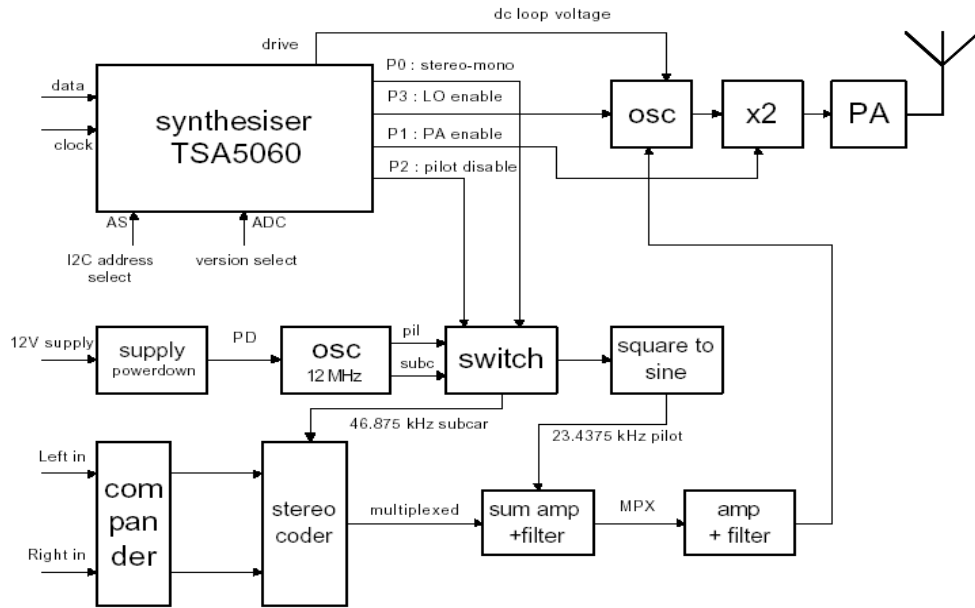 dc loop voltage
drive
P0 : stereo-mono
data
P3 : LO enable
synthesiser
TSA5060
osc
x2
PA
clock
P1 : PA enable
P2 : pilot disable
AS
ADC
I2C address
select
version select
12V supply
supply
powerdown
PD
osc
12 MHz
pil
subc
switch
square to
sine
46.875 kHz subcar
23.4375 kHz pilot
Left in
com
pan
der
Right in
stereo
coder
multiplexed
sum amp
+filter
MPX
amp
+ filter